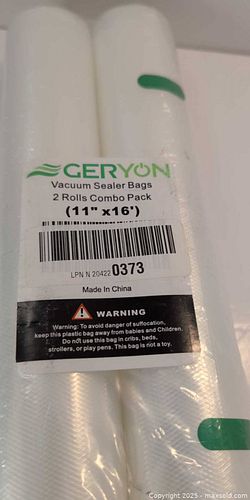 GERYON
Vacuum Sealer Bags
2 Rolls Combo Pack
(11" x16')
LPN N 20422 0373
Made In China
WARNING
Warning: To avoid danger of suffocation,
keep this plastic bag away from babies and Children.
Do not use this bag in cribs, beds,
strollers, or play pens. This bag is not a toy.
Copyright © 2025 - maxsold.com